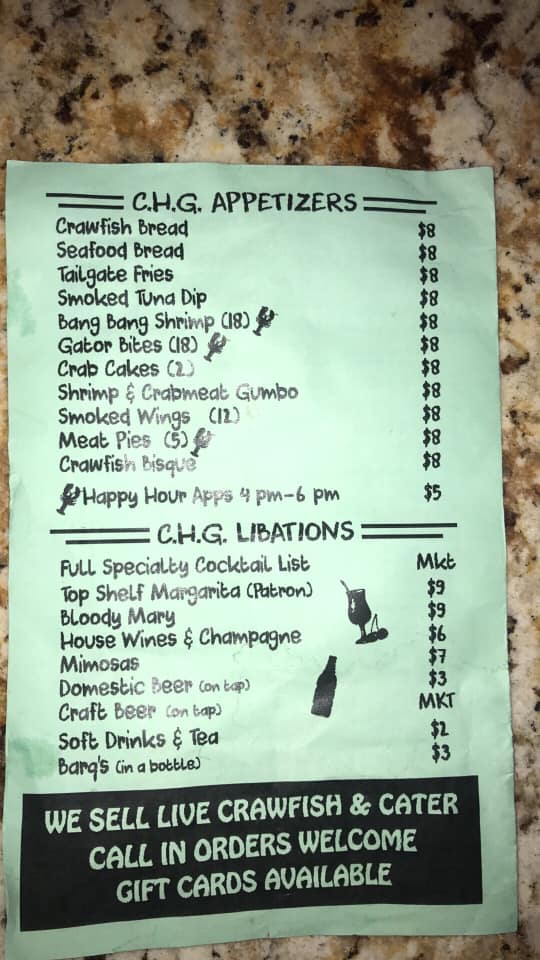 C.H.G. APPETIZERS
Crawfish Bread $8
Seafood Bread $8
Tailgate Fries $8
Smoked Tuna Dip $8
Bang Bang Shrimp (18) $8
Gator Bites (18) $8
Crab Cakes (2) $8
Shrimp & Crabmeat Gumbo $8
Smoked Wings (12) $8
Meat Pies (5) $8
Crawfish Bisque $8
Happy Hour Apps 4 pm-6 pm $5
C.H.G. LIBATIONS
Full Specialty Cocktail List Mkt
Top Shelf Margarita (Patron) $9
Bloody Mary $9
House Wines & Champagne $6
Mimosas $7
Domestic Beer (on tap) $3
Craft Beer (on tap) MKT
Soft Drinks & Tea $2
Barq's (in a bottle) $3
WE SELL LIVE CRAWFISH & CATER
CALL IN ORDERS WELCOME
GIFT CARDS AVAILABLE